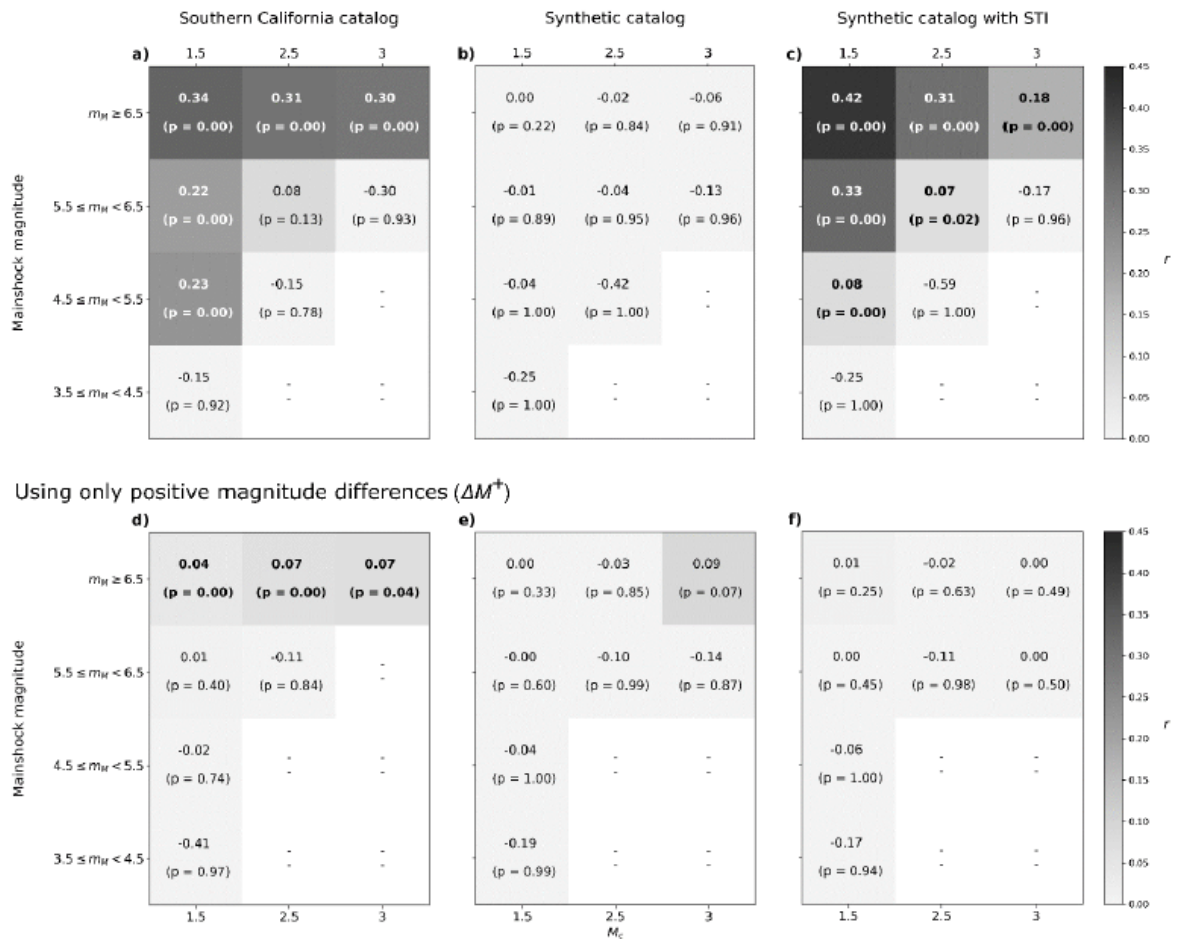 Southern California catalog Synthetic catalog Synthetic catalog with STI
a) 1.5 2.5 3 b) 1.5 2.5 3 c) 1.5 2.5 3
0.45
m_M ≥ 6.5 0.34 0.31 0.30 0.00 -0.02 -0.06 0.42 0.31 0.18
(p = 0.00) (p = 0.00) (p = 0.00) (p = 0.22) (p = 0.84) (p = 0.91) (p = 0.00) (p = 0.00) (p = 0.00)
0.40
0.35
5.5 ≤ m_M < 6.5 0.22 0.08 -0.30 -0.01 -0.04 -0.13 0.33 0.07 -0.17
(p = 0.00) (p = 0.13) (p = 0.93) (p = 0.89) (p = 0.95) (p = 0.96) (p = 0.00) (p = 0.02) (p = 0.96)
0.30
0.25
Mainshock magnitude
r
0.20
4.5 ≤ m_M < 5.5 0.23 -0.15 - -0.04 -0.42 - 0.08 -0.59 -
(p = 0.00) (p = 0.78) - (p = 1.00) (p = 1.00) - (p = 0.00) (p = 1.00) -
0.15
0.10
3.5 ≤ m_M < 4.5 -0.15 - - -0.25 - - -0.25 - -
(p = 0.92) - - (p = 1.00) - - (p = 1.00) - -
0.05
0.00
Using only positive magnitude differences (ΔM⁺)
d) e) f)
0.45
m_M ≥ 6.5 0.04 0.07 0.07 0.00 -0.03 0.09 0.01 -0.02 0.00
(p = 0.00) (p = 0.00) (p = 0.04) (p = 0.33) (p = 0.85) (p = 0.07) (p = 0.25) (p = 0.63) (p = 0.49)
0.40
0.35
5.5 ≤ m_M < 6.5 0.01 -0.11 - -0.00 -0.10 -0.14 0.00 -0.11 0.00
(p = 0.40) (p = 0.84) - (p = 0.60) (p = 0.99) (p = 0.87) (p = 0.45) (p = 0.98) (p = 0.50)
0.30
0.25
Mainshock magnitude
r
0.20
4.5 ≤ m_M < 5.5 -0.02 - - -0.04 - - -0.06 - -
(p = 0.74) - - (p = 1.00) - - (p = 1.00) - -
0.15
0.10
3.5 ≤ m_M < 4.5 -0.41 - - -0.19 - - -0.17 - -
(p = 0.97) - - (p = 0.99) - - (p = 0.94) - -
0.05
0.00
1.5 2.5 3 1.5 2.5 3 1.5 2.5 3
M_c